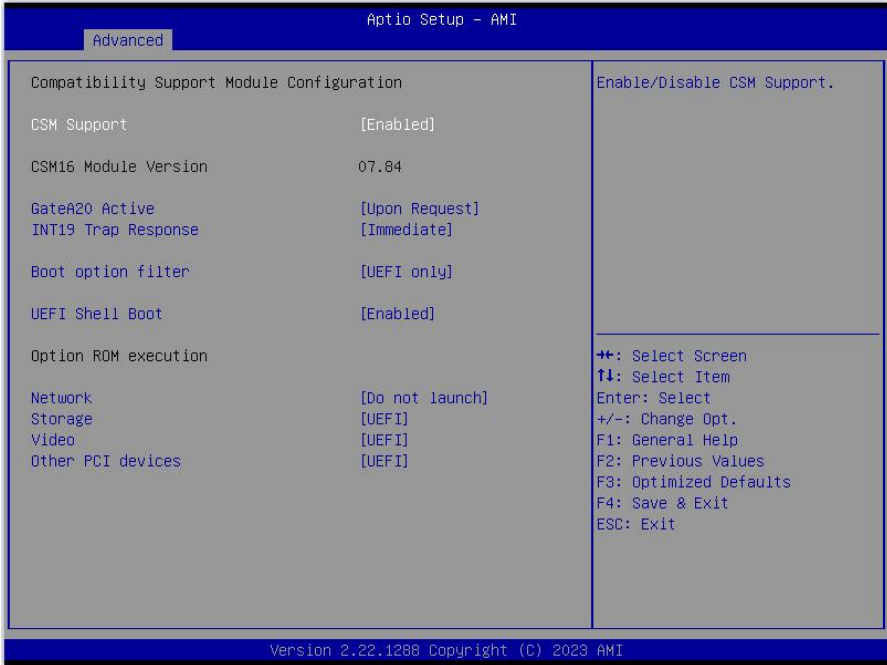 Aptio Setup – AMI
Advanced
Compatibility Support Module Configuration
CSM Support [Enabled]
CSM16 Module Version 07.84
GateA20 Active [Upon Request]
INT19 Trap Response [Immediate]
Boot option filter [UEFI only]
UEFI Shell Boot [Enabled]
Option ROM execution
Network [Do not launch]
Storage [UEFI]
Video [UEFI]
Other PCI devices [UEFI]
Enable/Disable CSM Support.
→←: Select Screen
↑↓: Select Item
Enter: Select
+/-: Change Opt.
F1: General Help
F2: Previous Values
F3: Optimized Defaults
F4: Save & Exit
ESC: Exit
Version 2.22.1288 Copyright (C) 2023 AMI